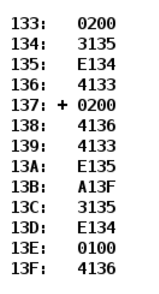 133: 0200
134: 3135
135: E134
136: 4133
137: + 0200
138: 4136
139: 4133
13A: E135
13B: A13F
13C: 3135
13D: E134
13E: 0100
13F: 4136